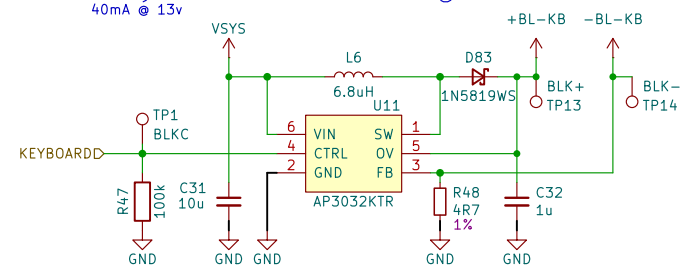 40mA @ 13v
VSYS
+BL-KB
-BL-KB
L6
6.8uH
D83
1N5819WS
BLK+
TP13
BLK-
TP14
TP1
BLKC
U11
6 VIN SW 1
KEYBOARD
4 CTRL OV 5
2 GND FB 3
AP3032KTR
R47
100k
C31
10u
R48
4R7
1%
C32
1u
GND
GND
GND
GND
GND